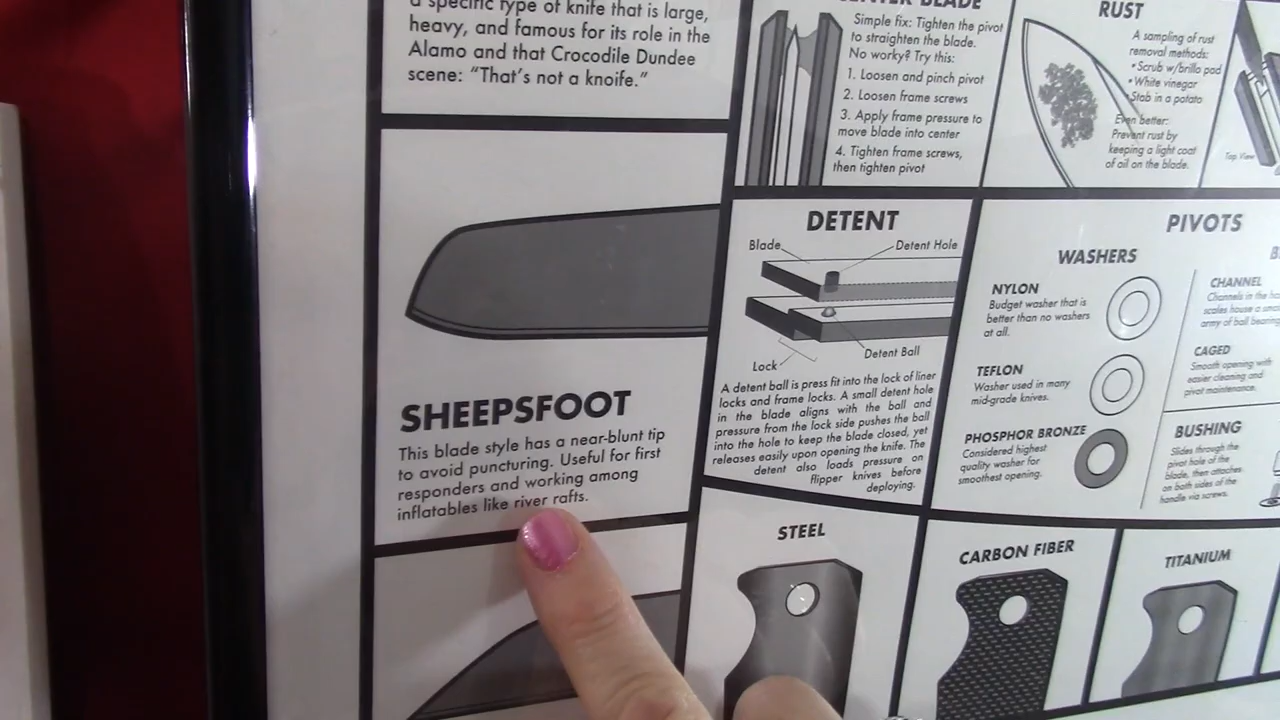 a specific type of knife that is large,
heavy, and famous for its role in the
Alamo and that Crocodile Dundee
scene: “That’s not a knoife.”
SHEEPSFOOT
This blade style has a near-blunt tip
to avoid puncturing. Useful for first
responders and working among
inflatables like river rafts.
BLADE
Simple fix: Tighten the pivot
to straighten the blade.
No worky? Try this:
1. Loosen and pinch pivot
2. Loosen frame screws
3. Apply frame pressure to
move blade into center
4. Tighten frame screws,
then tighten pivot
RUST
A sampling of rust
removal methods:
• Scrub w/brillo pad
• White vinegar
• Stab in a potato
Even better:
Prevent rust by
keeping a light coat
of oil on the blade.
Top View
DETENT
Blade
Detent Hole
Lock
Detent Ball
A detent ball is press fit into the lock of liner
locks and frame locks. A small detent hole
in the blade aligns with the ball and
pressure from the lock side pushes the ball
into the hole to keep the blade closed, yet
releases easily upon opening the knife. The
detent also loads pressure on
flipper knives before
deploying.
PIVOTS
WASHERS
NYLON
Budget washer that is
better than no washers
at all.
TEFLON
Washer used in many
mid-grade knives.
PHOSPHOR BRONZE
Considered highest
quality washer for
smoothest opening.
B
CHANNEL
Channels in the
scales house a
army of ball
CAGED
Smooth opening with
easier cleaning and
pivot maintenance.
BUSHING
Slides through the
pivot hole of the
blade, then attaches
on both sides of the
handle via screws.
STEEL
CARBON FIBER
TITANIUM